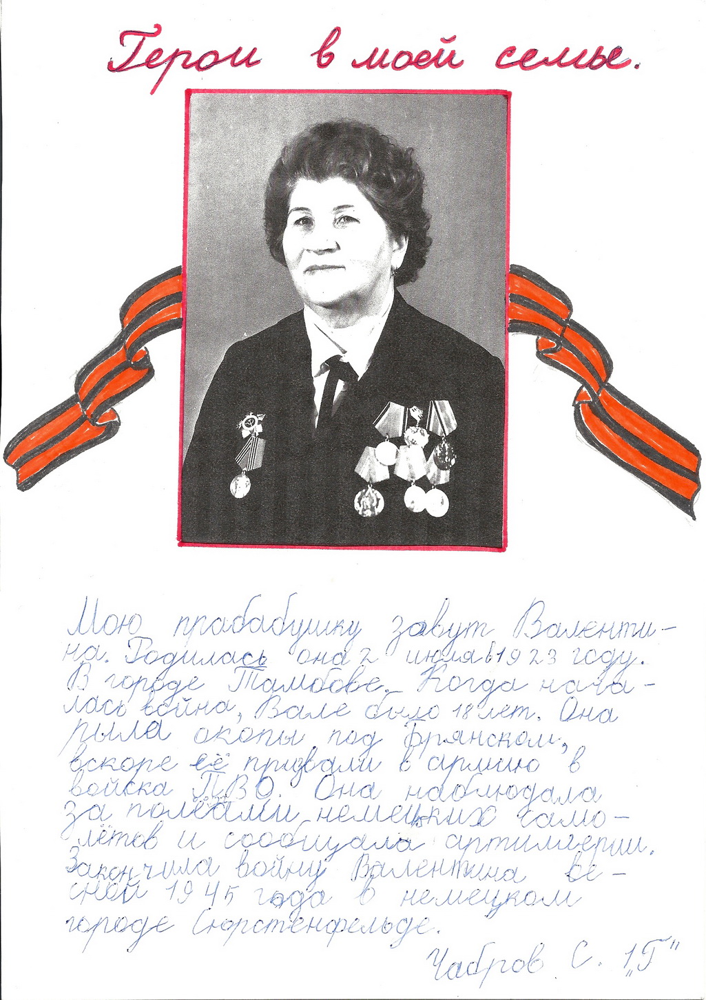 Герои в моей семье.
Мою прабабушку зовут Валенти-
на. Родилась она 2 июля в 1923 году.
В городе Тамбове. Когда нача-
лась война, Вале было 18 лет. Она
рыла окопы под Брянском,
вскоре её призвали в армию в
войска ПВО. Она наблюдала
за полётами немецких само-
лётов и сообщала артиллерии.
Закончила войну Валентина ве-
сной 1945 года в немецком
городе Сюрстенфельде.
Чабров С. 1„Г"